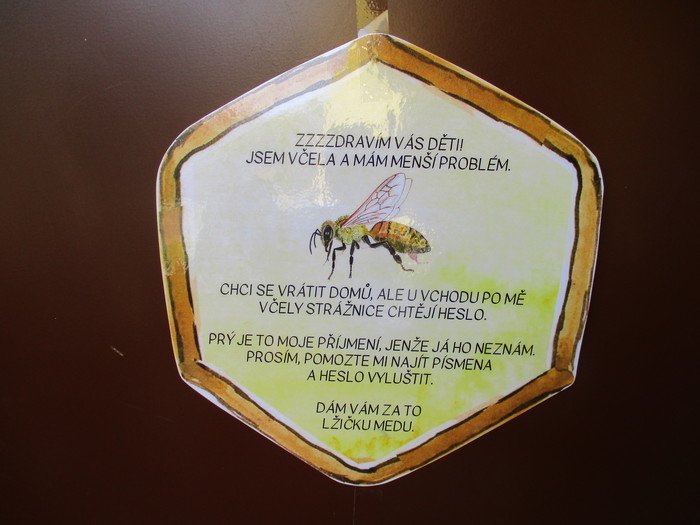 ZZZZDRAVÍM VÁS DĚTI!
JSEM VČELA A MÁM MENŠÍ PROBLÉM.
CHCI SE VRÁTIT DOMŮ, ALE U VCHODU PO MĚ
VČELY STRÁŽNICE CHTĚJÍ HESLO.
PRÝ JE TO MOJE PŘÍJMENÍ, JENŽE JÁ HO NEZNÁM.
PROSÍM, POMOZTE MI NAJÍT PÍSMENA
A HESLO VYLUŠTIT.
DÁM VÁM ZA TO
LŽIČKU MEDU.